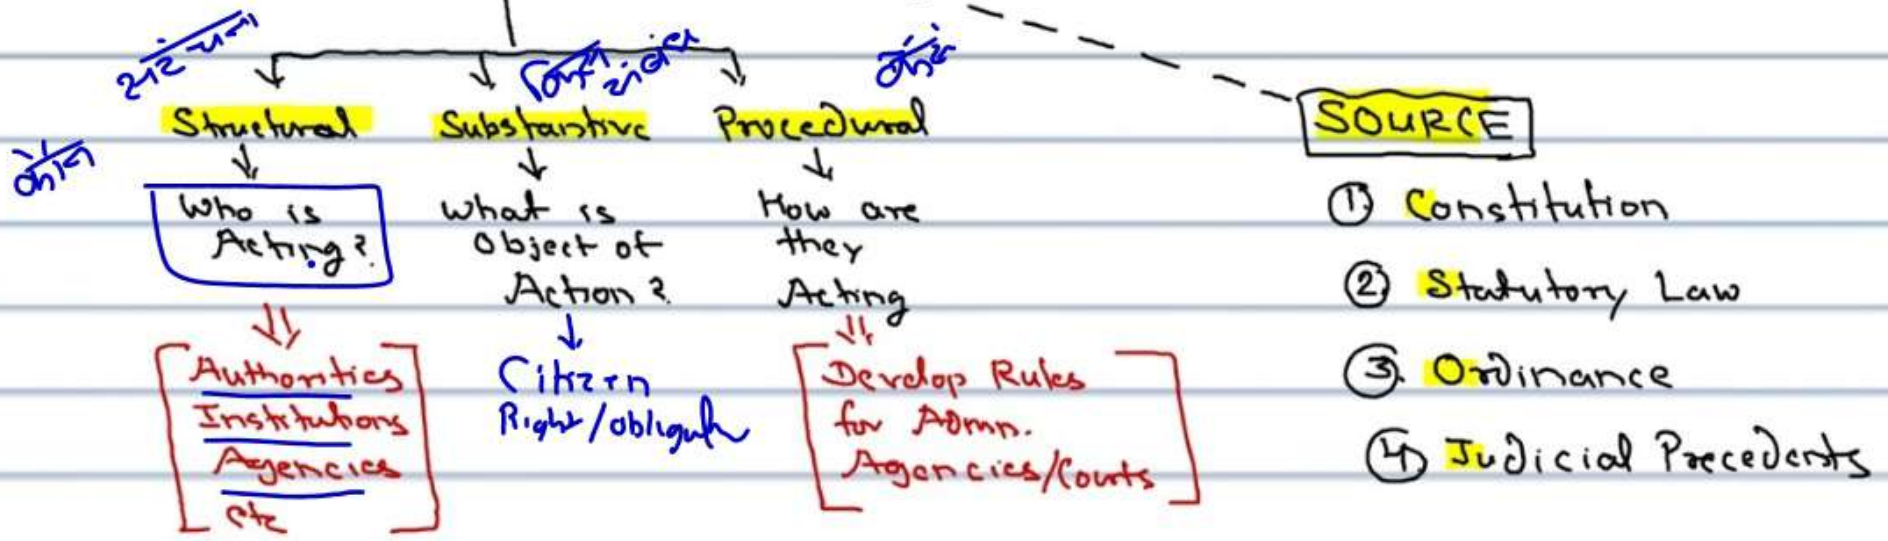 Structural Substantive Procedural
Who is
Acting?
What is
Object of
Action?
How are
they
Acting
Authorities
Institutions
Agencies
etc
Citizen
Right/obligatn
Develop Rules
for Admn.
Agencies/Courts
SOURCE
① Constitution
② Statutory Law
③. Ordinance
④ Judicial Precedents